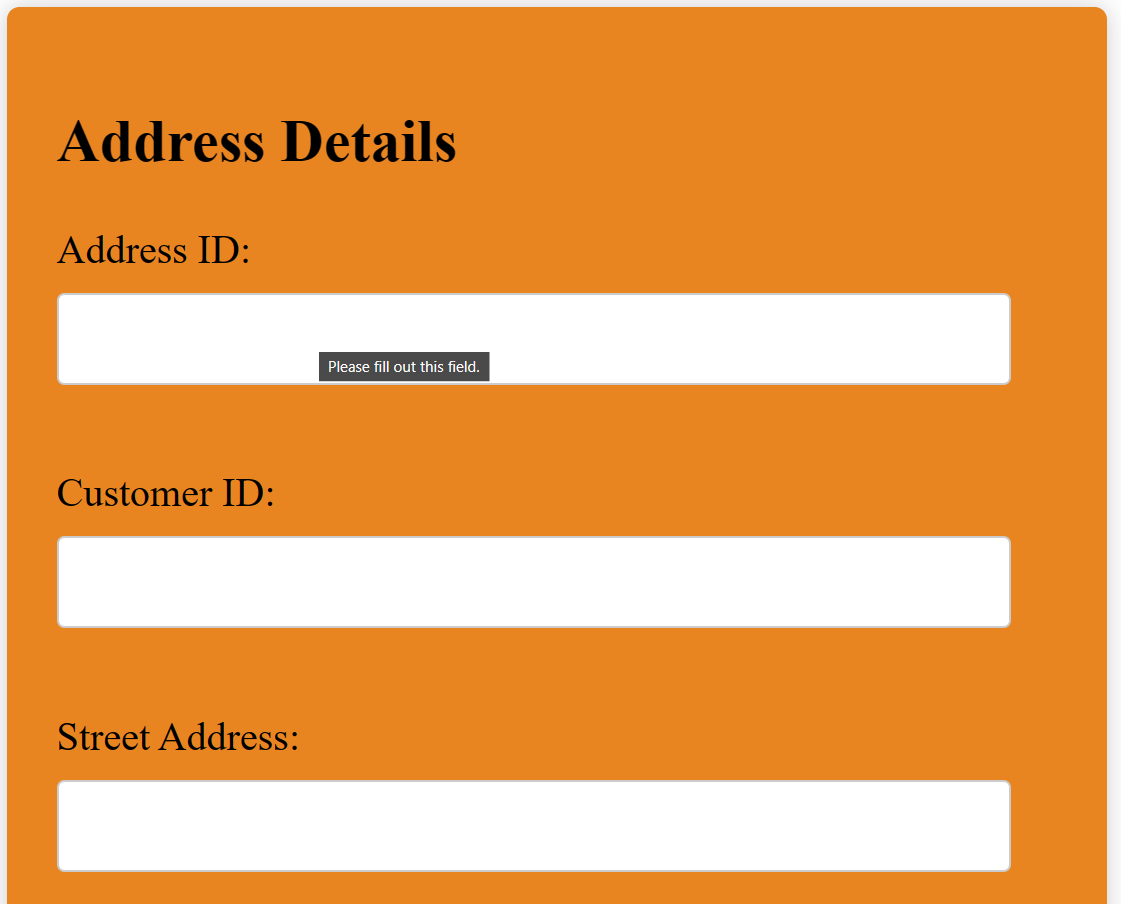 Address Details
Address ID:
Please fill out this field.
Customer ID:
Street Address: